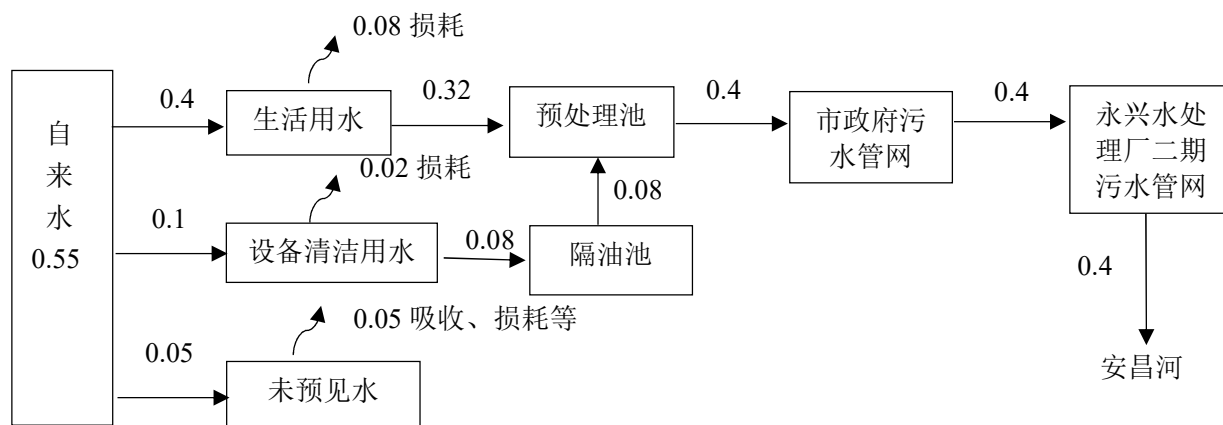 0.08 损耗
自
来
水
0.55
0.4
生活用水
0.32
预处理池
0.4
市政府污
水管网
0.4
永兴水处
理厂二期
污水管网
0.02 损耗
0.08
0.1
设备清洁用水
0.08
隔油池
0.4
0.05 吸收、损耗等
0.05
未预见水
安昌河